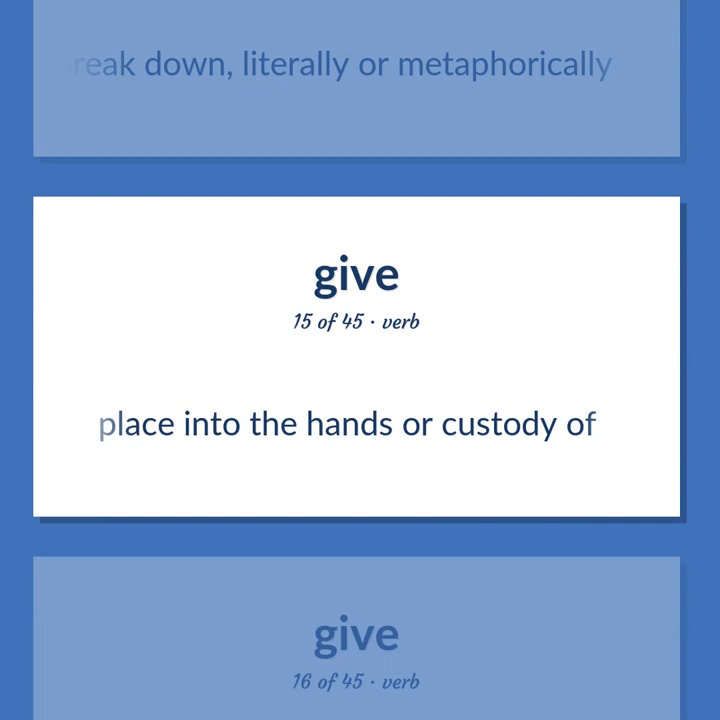 reak down, literally or metaphorically
give
15 of 45 · verb
place into the hands or custody of
give
16 of 45 · verb